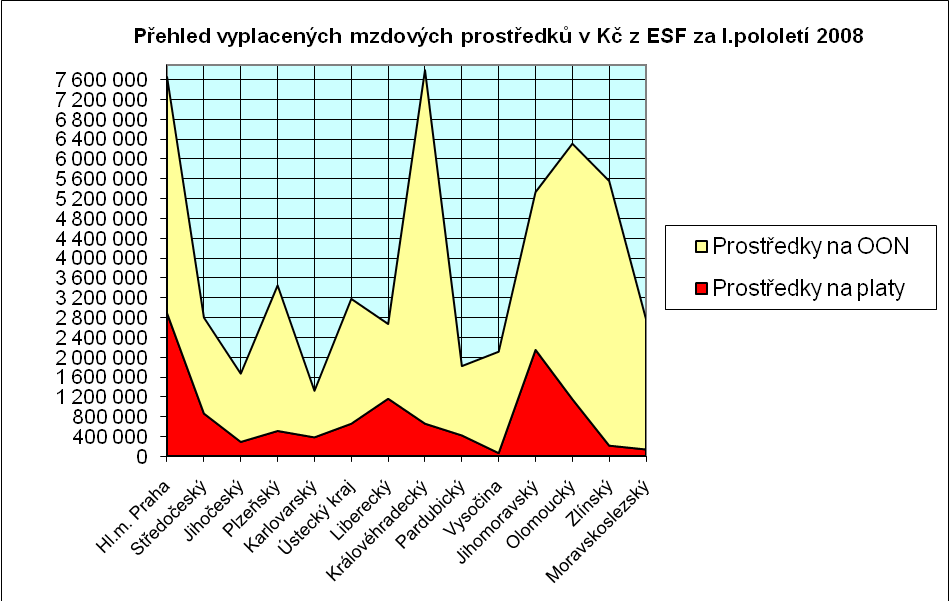 Přehled vyplacených mzdových prostředků v Kč z ESF za I.pololetí 2008
7 600 000
7 200 000
6 800 000
6 400 000
6 000 000
5 600 000
5 200 000
4 800 000
4 400 000
4 000 000
3 600 000
3 200 000
2 800 000
2 400 000
2 000 000
1 600 000
1 200 000
800 000
400 000
0
Prostředky na OON
Prostředky na platy
Hl.m. Praha
Středočeský
Jihočeský
Plzeňský
Karlovarský
Ústecký kraj
Liberecký
Královéhradecký
Pardubický
Vysočina
Jihomoravský
Olomoucký
Zlínský
Moravskoslezský